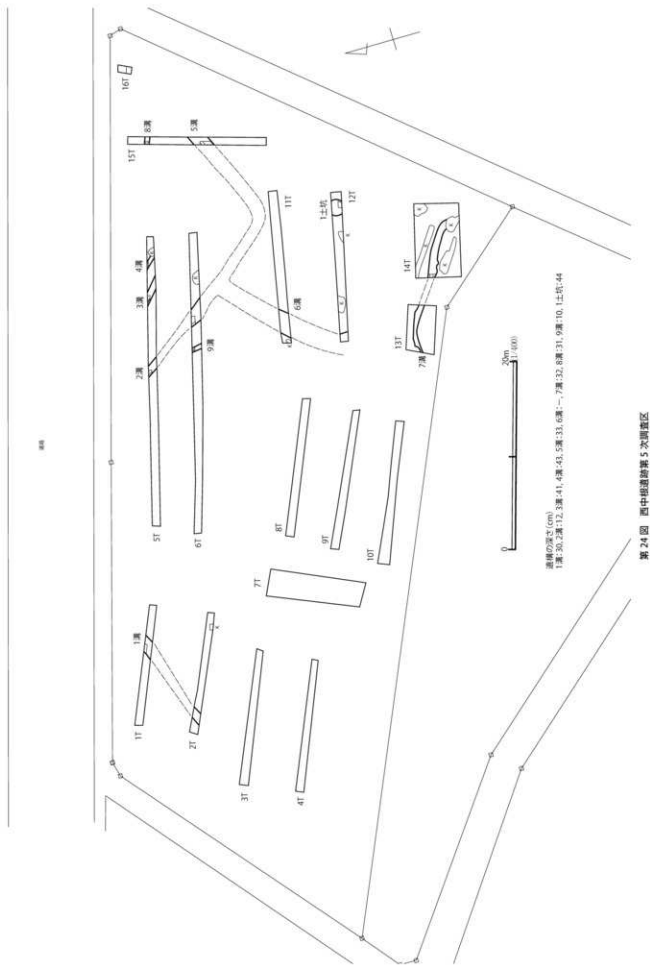 道路
16T
15T
8溝
5溝
4溝
3溝
2溝
5T
9溝
6T
11T
6溝
1土坑
12T
14T
13T
7溝
8T
9T
10T
7T
1溝
1T
2T
3T
4T
K
K
K
K
K
K
K
0
20m
(1/400)
遺構の深さ(cm)
1溝:30, 2溝:12, 3溝:41, 4溝:43, 5溝:33, 6溝:−, 7溝:32, 8溝:31, 9溝:10, 1土坑:44
第24図 西中根遺跡第5次調査区